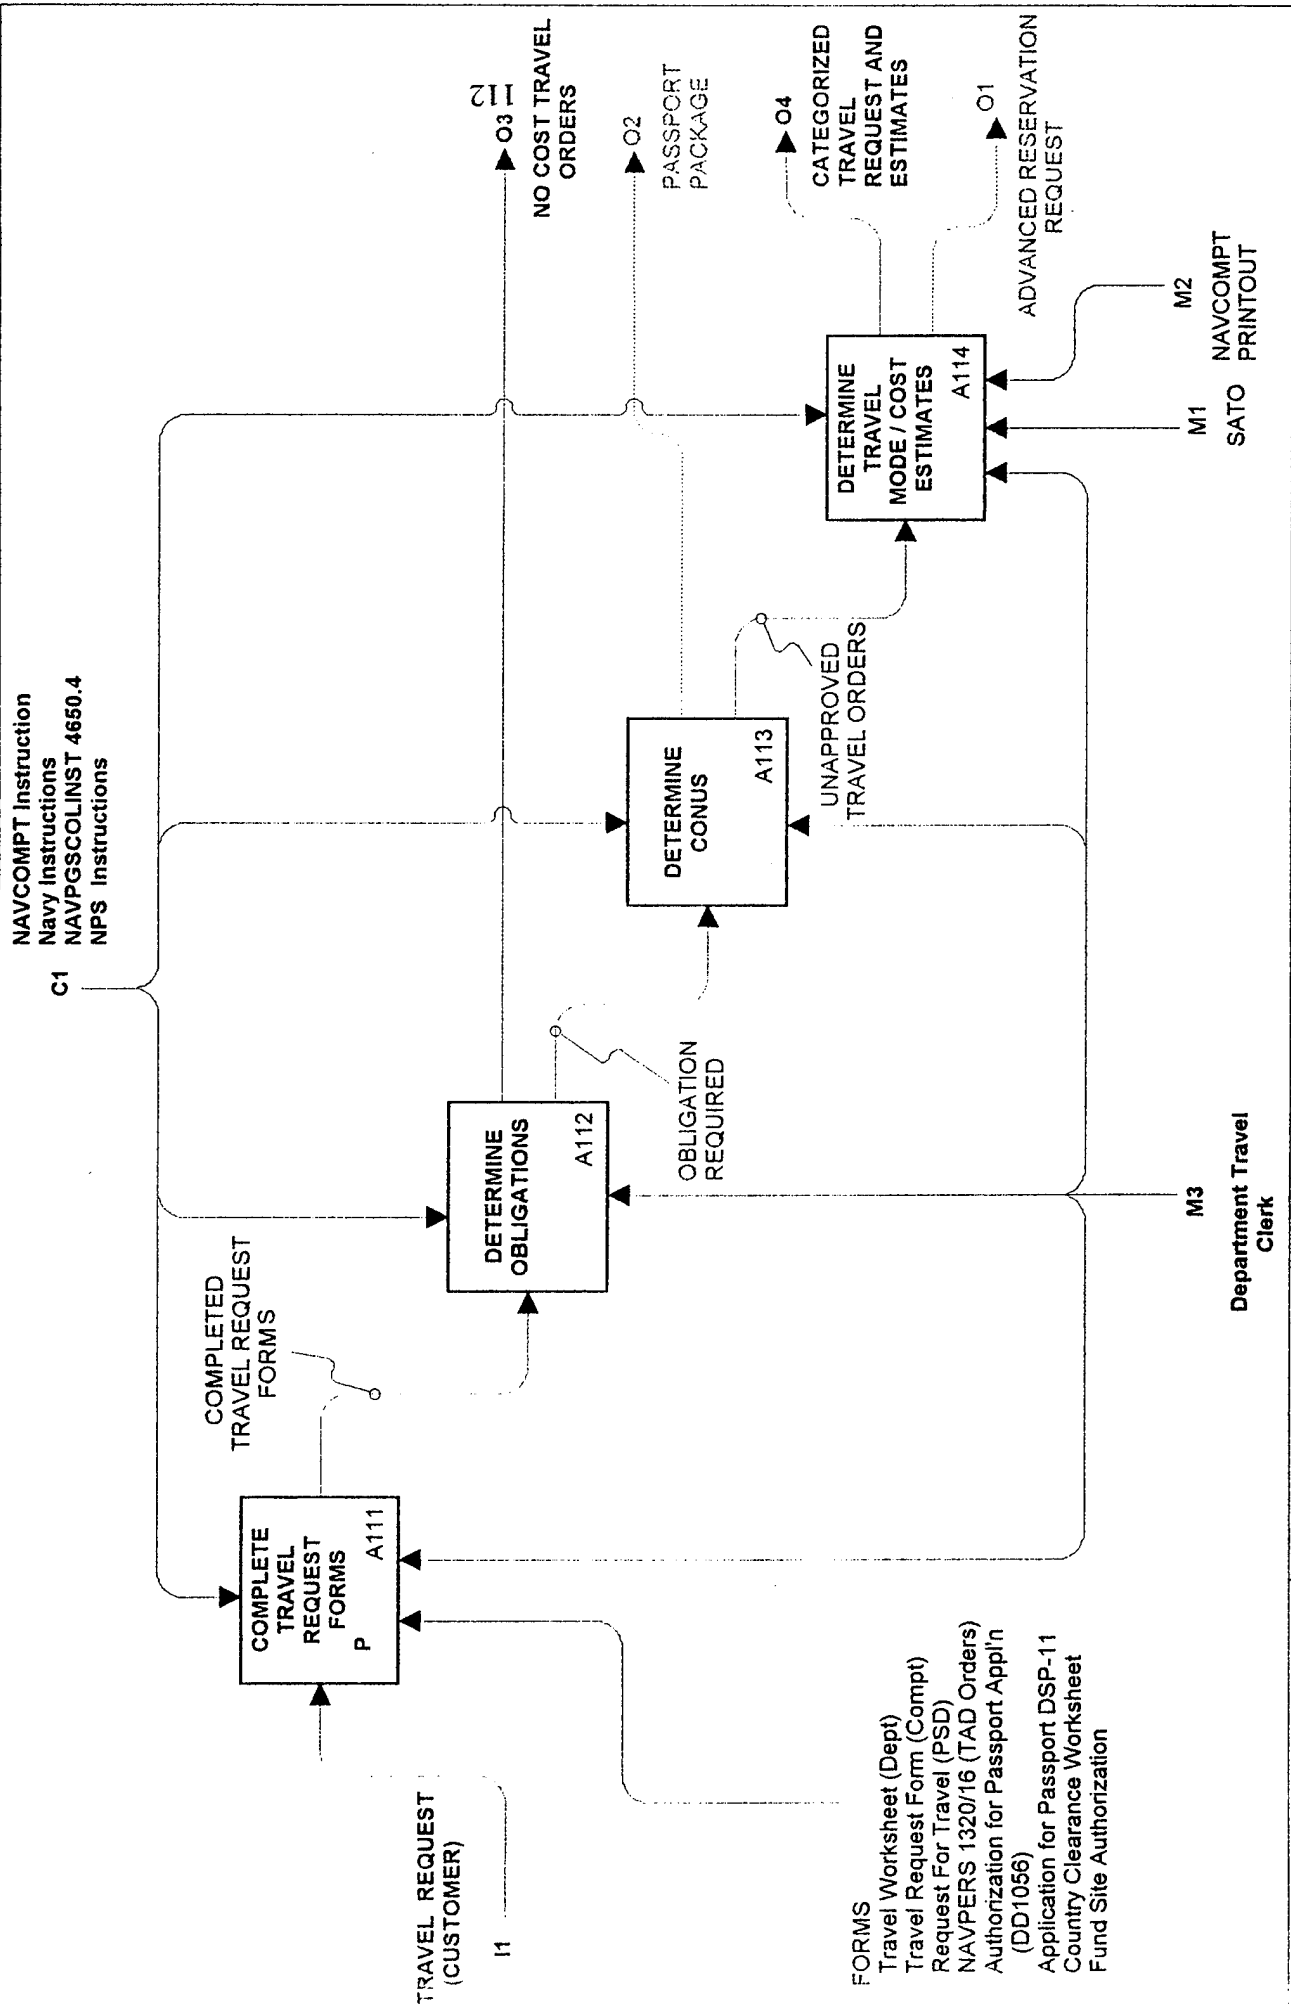 NAVCOMPT Instruction
Navy Instructions
NAVPGSCOLINST 4650.4
NPS Instructions
C1
TRAVEL REQUEST
(CUSTOMER)
I1
COMPLETE
TRAVEL
REQUEST
FORMS
P
A111
COMPLETED
TRAVEL REQUEST
FORMS
DETERMINE
OBLIGATIONS
A112
OBLIGATION
REQUIRED
DETERMINE
CONUS
A113
UNAPPROVED
TRAVEL ORDERS
DETERMINE
TRAVEL
MODE / COST
ESTIMATES
A114
112
O3
NO COST TRAVEL
ORDERS
O2
PASSPORT
PACKAGE
O4
CATEGORIZED
TRAVEL
REQUEST AND
ESTIMATES
O1
ADVANCED RESERVATION
REQUEST
FORMS
Travel Worksheet (Dept)
Travel Request Form (Compt)
Request For Travel (PSD)
NAVPERS 1320/16 (TAD Orders)
Authorization for Passport Appl'n
(DD1056)
Application for Passport DSP-11
Country Clearance Worksheet
Fund Site Authorization
M3
Department Travel
Clerk
M1
SATO
M2
NAVCOMPT
PRINTOUT